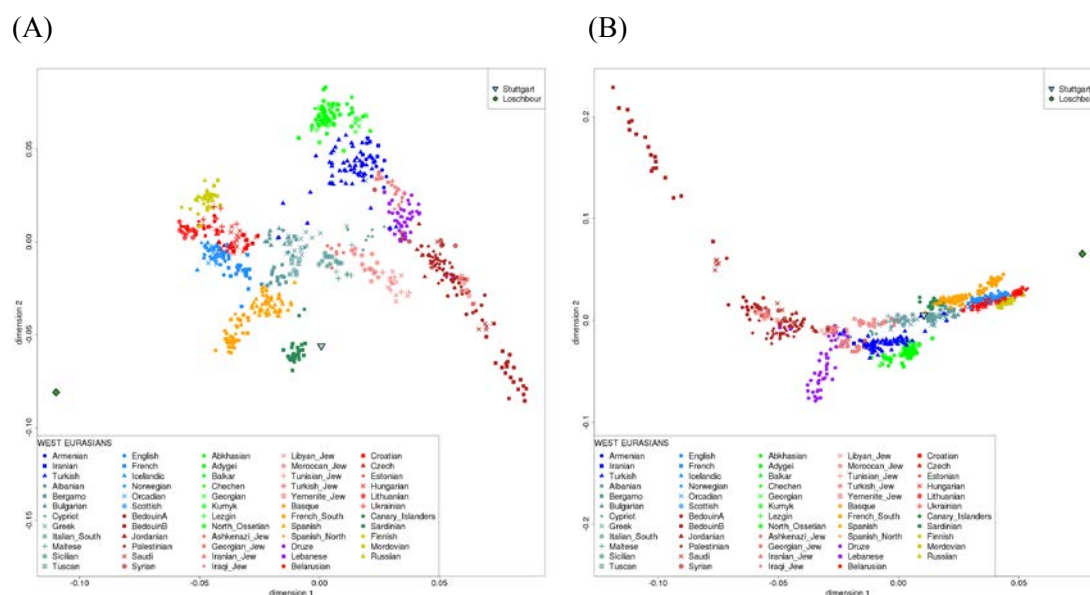 (A)
Stuttgart
Loschbour
0.05
0.00
-0.05
-0.10
-0.15
dimension 2
WEST EURASIANS
Armenian English Abkhasian Libyan_Jew Croatian
Iranian French Adygei Moroccan_Jew Czech
Turkish Icelandic Balkar Tunisian_Jew Estonian
Albanian Norwegian Chechen Turkish_Jew Hungarian
Bergamo Orcadian Georgian Yemenite_Jew Lithuanian
Bulgarian Scottish Kumyk Basque Ukrainian
Cypriot BedouinA Lezgin French_South Canary_Islanders
Greek BedouinB North_Ossetian Spanish Sardinian
Italian_South Jordanian Ashkenazi_Jew Spanish_North Finnish
Maltese Palestinian Georgian_Jew Druze Mordovian
Sicilian Saudi Iranian_Jew Lebanese Russian
Tuscan Syrian Iraqi_Jew Belarusian
-0.10 -0.05 0.00 0.05
dimension 1
(B)
Stuttgart
Loschbou
0.2
0.1
0.0
-0.1
-0.2
dimension 2
WEST EURASIANS
Armenian English Abkhasian Libyan_Jew Croatian
Iranian French Adygei Moroccan_Jew Czech
Turkish Icelandic Balkar Tunisian_Jew Estonian
Albanian Norwegian Chechen Turkish_Jew Hungarian
Bergamo Orcadian Georgian Yemenite_Jew Lithuanian
Bulgarian Scottish Kumyk Basque Ukrainian
Cypriot BedouinA Lezgin French_South Canary_Islanders
Greek BedouinB North_Ossetian Spanish Sardinian
Italian_South Jordanian Ashkenazi_Jew Spanish_North Finnish
Maltese Palestinian Georgian_Jew Druze Mordovian
Sicilian Saudi Iranian_Jew Lebanese Russian
Tuscan Syrian Iraqi_Jew Belarusian
-0.10 -0.05 0.00 0.05
dimension 1